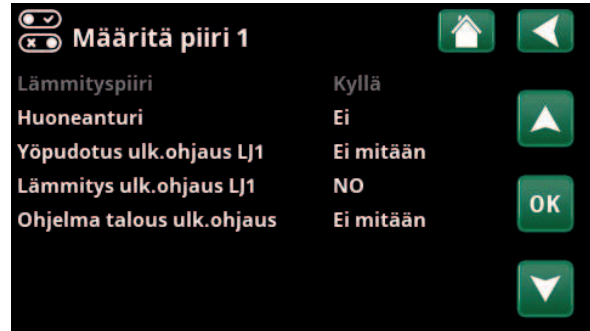 Määritä piiri 1
Lämmityspiiri Kyllä
Huoneanturi Ei
Yöpudotus ulk.ohjaus LJ1 Ei mitään
Lämmitys ulk.ohjaus LJ1 NO
Ohjelma talous ulk.ohjaus Ei mitään
OK